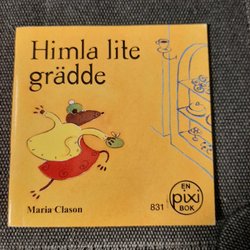 Himla lite
grädde
Maria Clason
831
EN
pixi
BOK